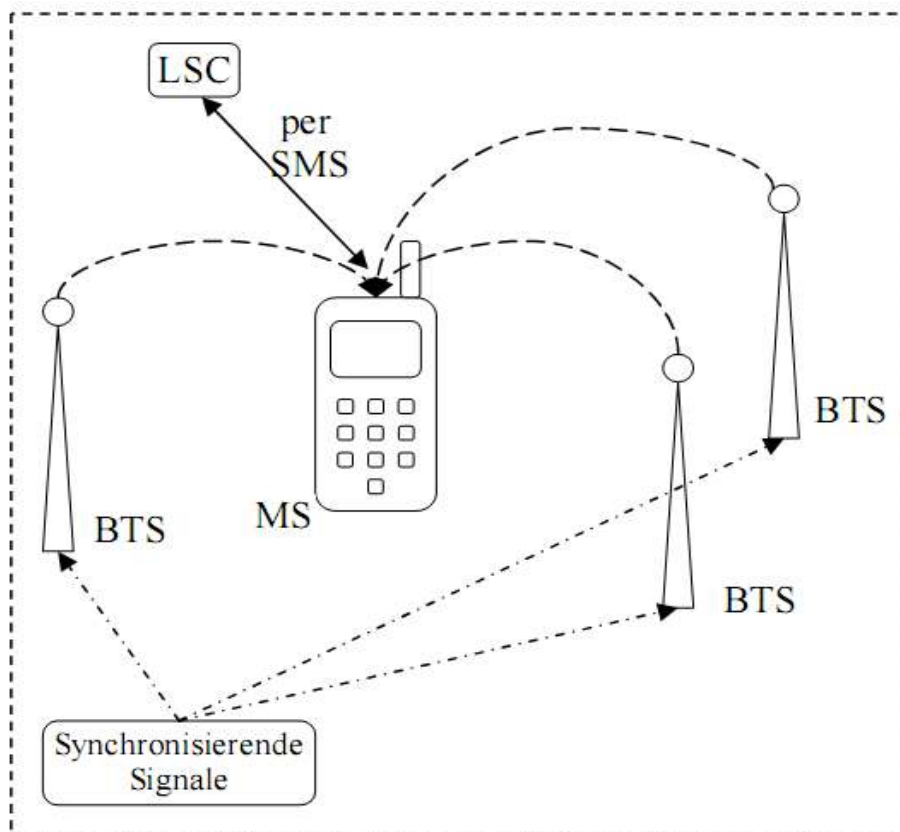 LSC
per
SMS
BTS
MS
BTS
BTS
Synchronisierende
Signale